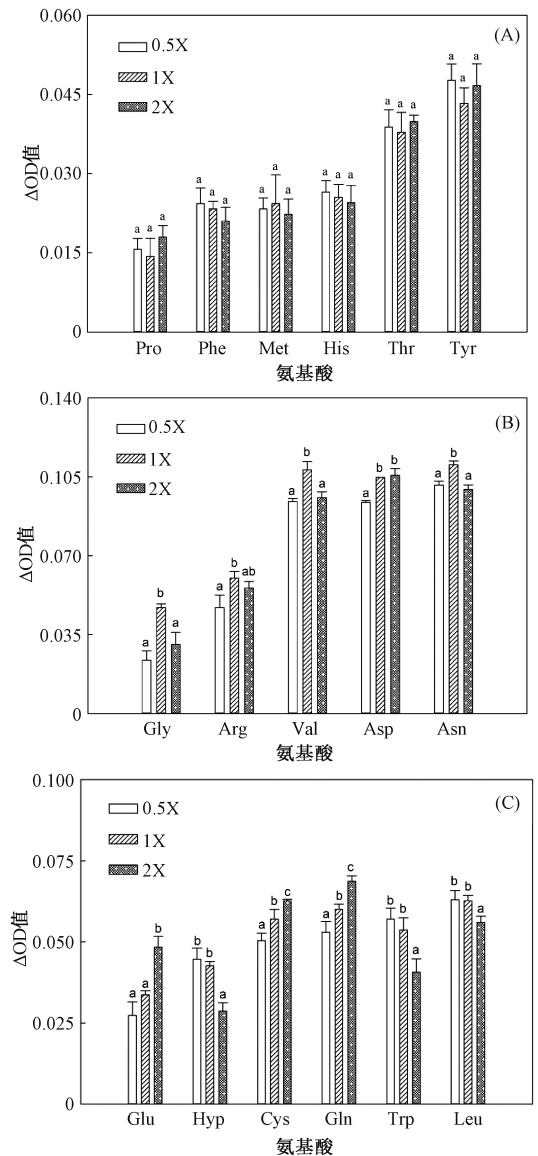 0.060
(A)
0.5X
1X
2X
0.045
0.030
0.015
0
ΔOD值
a a a a a a a a a a a a a a a a a a
Pro Phe Met His Thr Tyr
氨基酸
0.140
(B)
0.5X
1X
2X
0.105
0.070
0.035
0
ΔOD值
a b a a b ab a b a a b b a b a
Gly Arg Val Asp Asn
氨基酸
0.100
(C)
0.5X
1X
2X
0.075
0.050
0.025
0
ΔOD值
a a b b b a a b c a b c b b a b b a
Glu Hyp Cys Gln Trp Leu
氨基酸